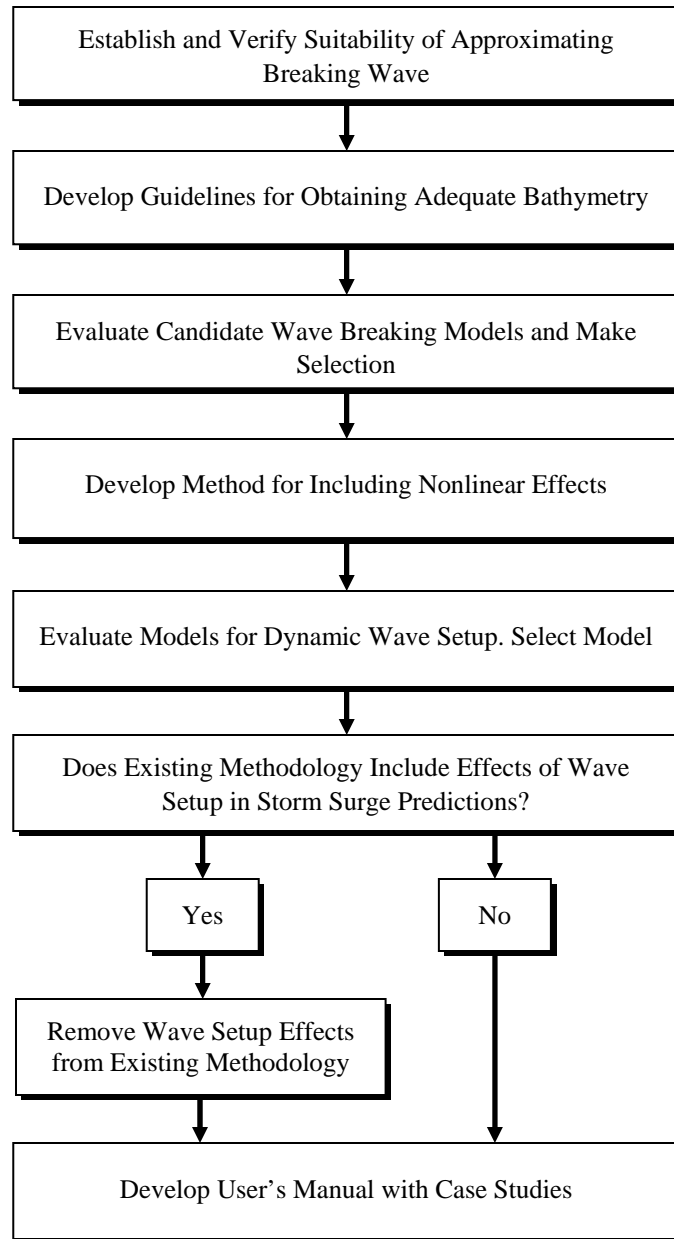 Establish and Verify Suitability of Approximating
Breaking Wave
Develop Guidelines for Obtaining Adequate Bathymetry
Evaluate Candidate Wave Breaking Models and Make
Selection
Develop Method for Including Nonlinear Effects
Evaluate Models for Dynamic Wave Setup. Select Model
Does Existing Methodology Include Effects of Wave
Setup in Storm Surge Predictions?
Yes
No
Remove Wave Setup Effects
from Existing Methodology
Develop User’s Manual with Case Studies